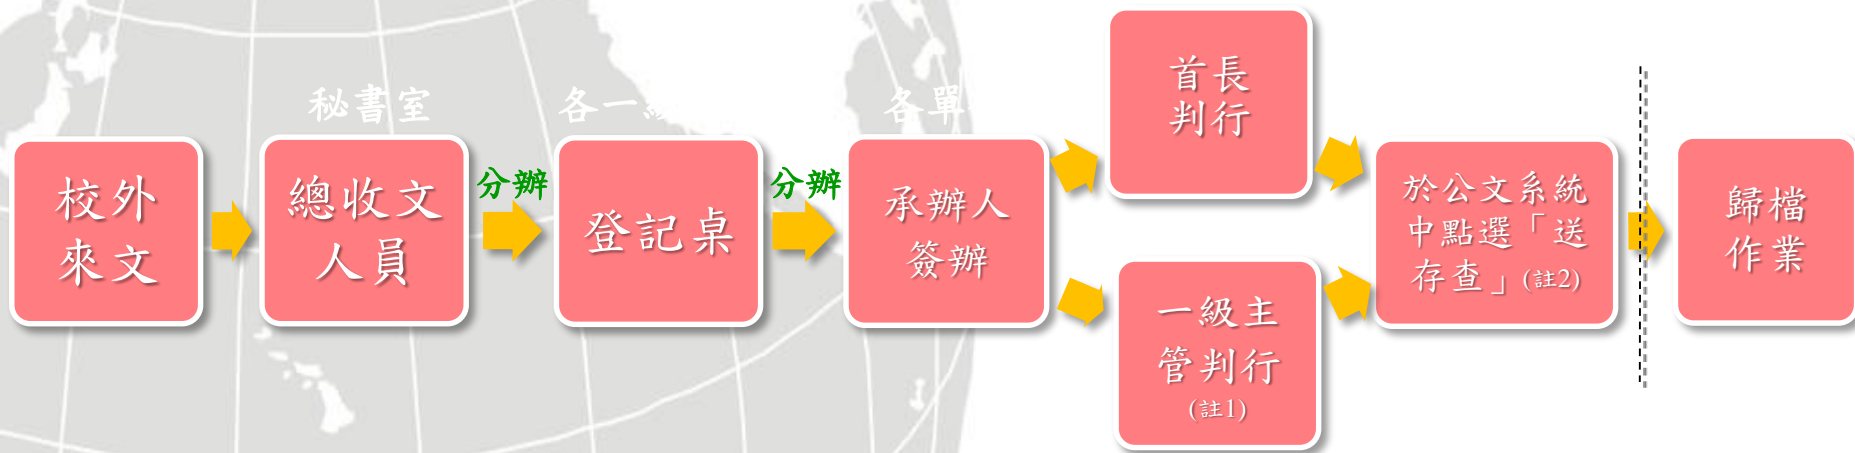 秘書室
各一級
各單
校外
來文
總收文
人員
分辦
登記桌
分辦
承辦人
簽辦
首長
判行
一級主
管判行
(註1)
於公文系統
中點選「送
存查」(註2)
歸檔
作業